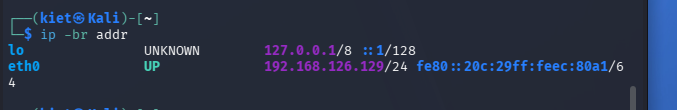 ┌──(kiet㉿Kali)-[~]
└─$ ip -br addr
lo UNKNOWN 127.0.0.1/8 ::1/128
eth0 UP 192.168.126.129/24 fe80::20c:29ff:feec:80a1/6
4